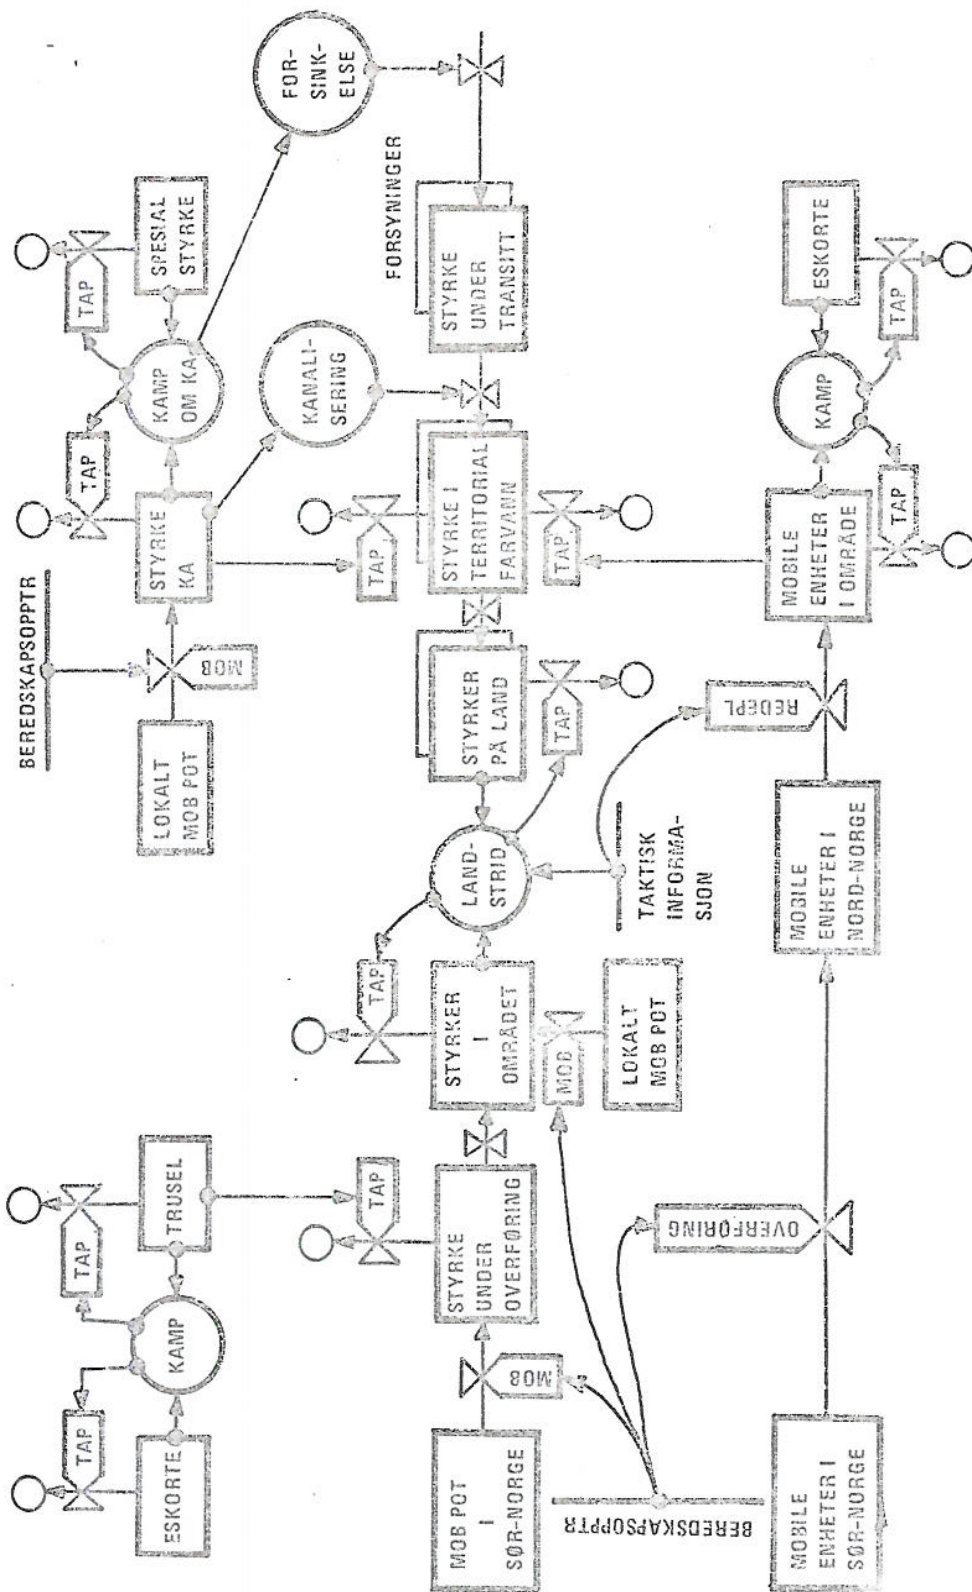 BEREDSKAPSOPPTR
LOKALT
MOB POT
MOB
STYRKE
KA
TAP
KAMP
OM KA
TAP
SPESIAL
STYRKE
KANALI-
SERING
FOR-
SINK-
ELSE
ESKORTE
TAP
KAMP
TAP
TRUSEL
TAP
MOB POT
I
SØR-NORGE
MOB
STYRKE
UNDER
OVERFØRING
TAP
STYRKER
I
OMRÅDET
MOB
LOKALT
MOB POT
LAND-
STRID
TAP
STYRKER
PÅ LAND
TAP
STYRKE I
TERRITORIAL
FARVANN
TAP
STYRKE
UNDER
TRANSITT
FORSYNINGER
TAKTISK
INFORMA-
SJON
BEREDSKAPSOPPTR
MOBILE
ENHETER I
SØR-NORGE
OVERFØRING
MOBILE
ENHETER I
NORD-NORGE
REDEPL
MOBILE
ENHETER
I OMRÅDE
TAP
KAMP
TAP
ESKORTE